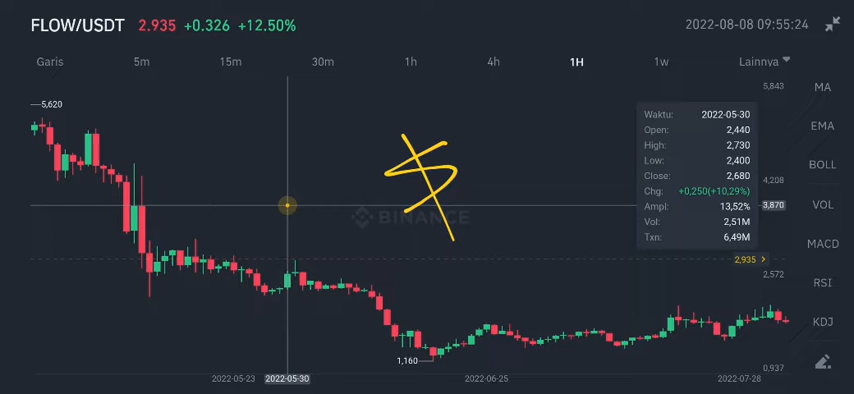 FLOW/USDT 2.935 +0.326 +12.50% 2022-08-08 09:55:24
Garis 5m 15m 30m 1h 4h 1H 1w Lainnya
5,843
5,620
Waktu: 2022-05-30
Open: 2,440
High: 2,730
Low: 2,400
Close: 2,680
Chg: +0,250(+10,29%)
Ampl: 13,52%
Vol: 2,51M
Txn: 6,49M
4,208
3,870
BINANCE
$
2,935
2,572
1,160
0,937
2022-05-23 2022-05-30 2022-06-25 2022-07-28
MA
EMA
BOLL
VOL
MACD
RSI
KDJ